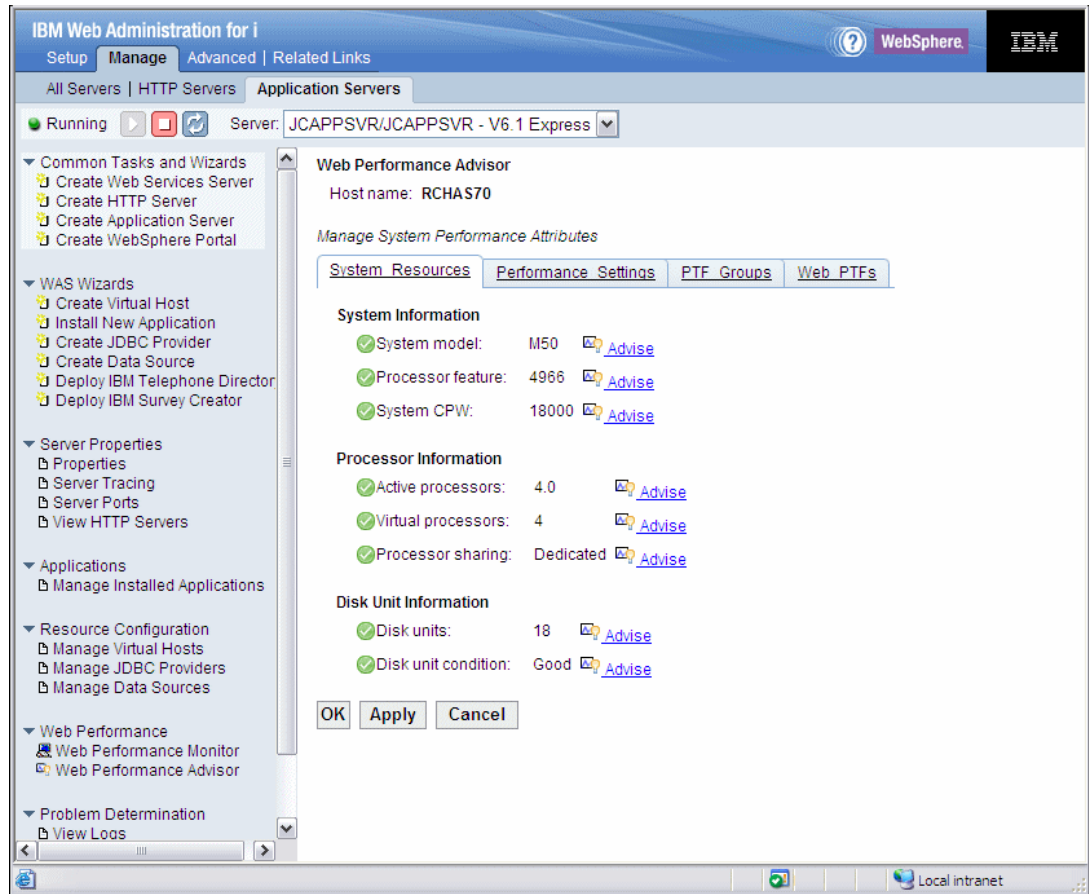 IBM Web Administration for i
WebSphere.
IBM
Setup Manage Advanced | Related Links
All Servers | HTTP Servers Application Servers
Running Server: JCAPPSVR/JCAPPSVR - V6.1 Express
Common Tasks and Wizards
Create Web Services Server
Create HTTP Server
Create Application Server
Create WebSphere Portal
WAS Wizards
Create Virtual Host
Install New Application
Create JDBC Provider
Create Data Source
Deploy IBM Telephone Director
Deploy IBM Survey Creator
Server Properties
Properties
Server Tracing
Server Ports
View HTTP Servers
Applications
Manage Installed Applications
Resource Configuration
Manage Virtual Hosts
Manage JDBC Providers
Manage Data Sources
Web Performance
Web Performance Monitor
Web Performance Advisor
Problem Determination
View Logs
Web Performance Advisor
Host name: RCHAS70
Manage System Performance Attributes
System Resources Performance Settings PTF Groups Web PTFs
System Information
System model: M50 Advise
Processor feature: 4966 Advise
System CPW: 18000 Advise
Processor Information
Active processors: 4.0 Advise
Virtual processors: 4 Advise
Processor sharing: Dedicated Advise
Disk Unit Information
Disk units: 18 Advise
Disk unit condition: Good Advise
OK Apply Cancel
Local intranet